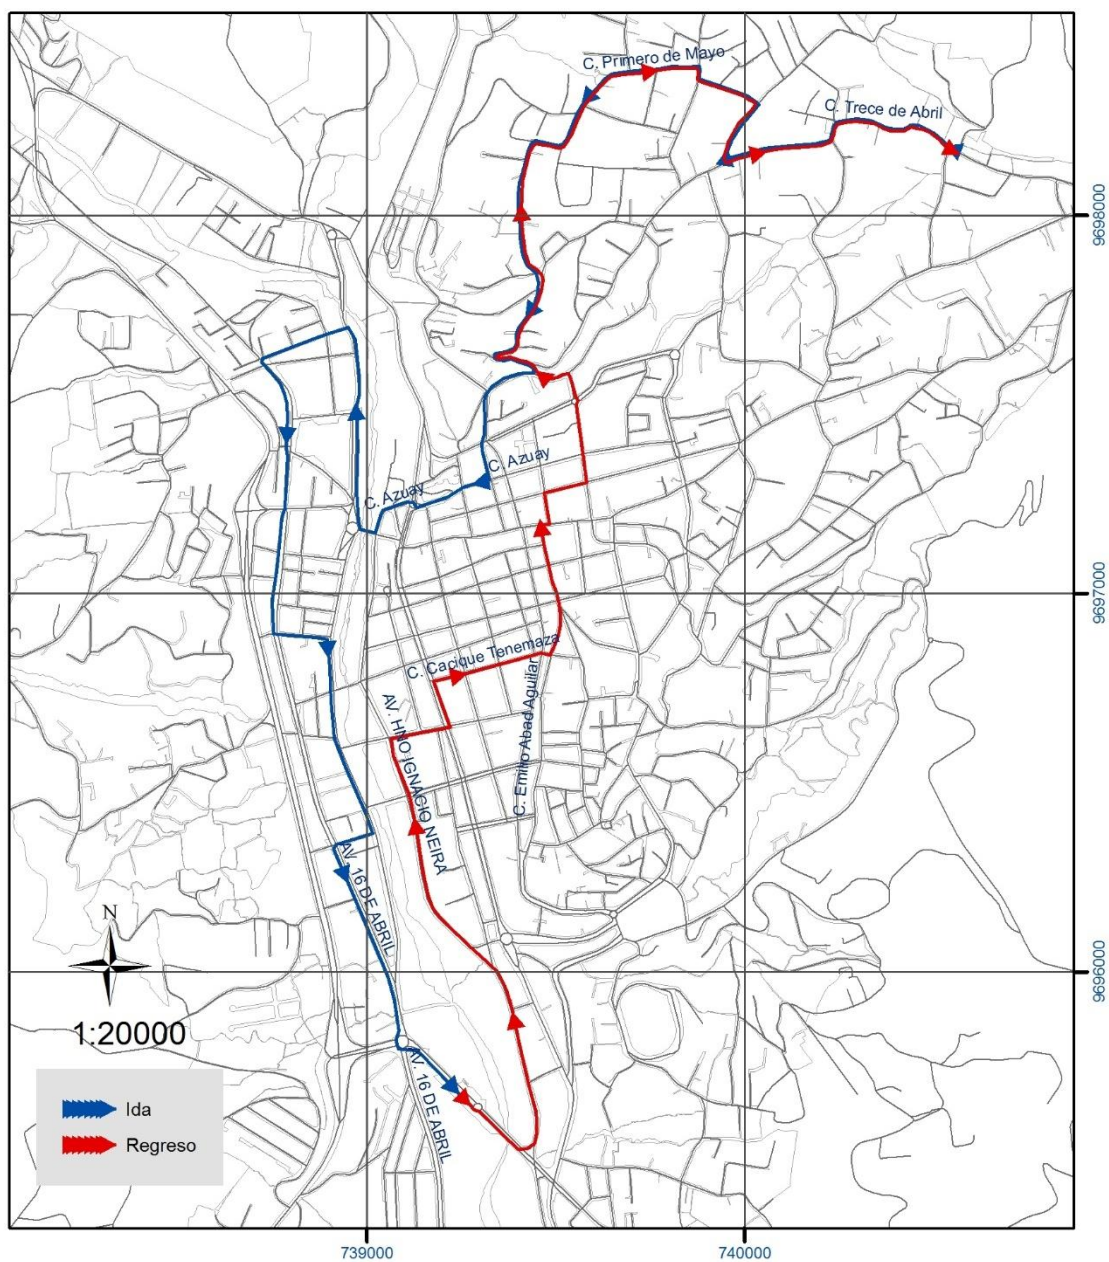 C. Primero de Mayo
C. Trece de Abril
9698000
C. Azuay
C. Azuay
9697000
C. Cacique Tenemaza
C. Emilio Abad Aguilar
AV. HNO IGNACIO NEIRA
AV. 16 DE ABRIL
N
9696000
1:20000
AV. 16 DE ABRIL
Ida
Regreso
739000
740000